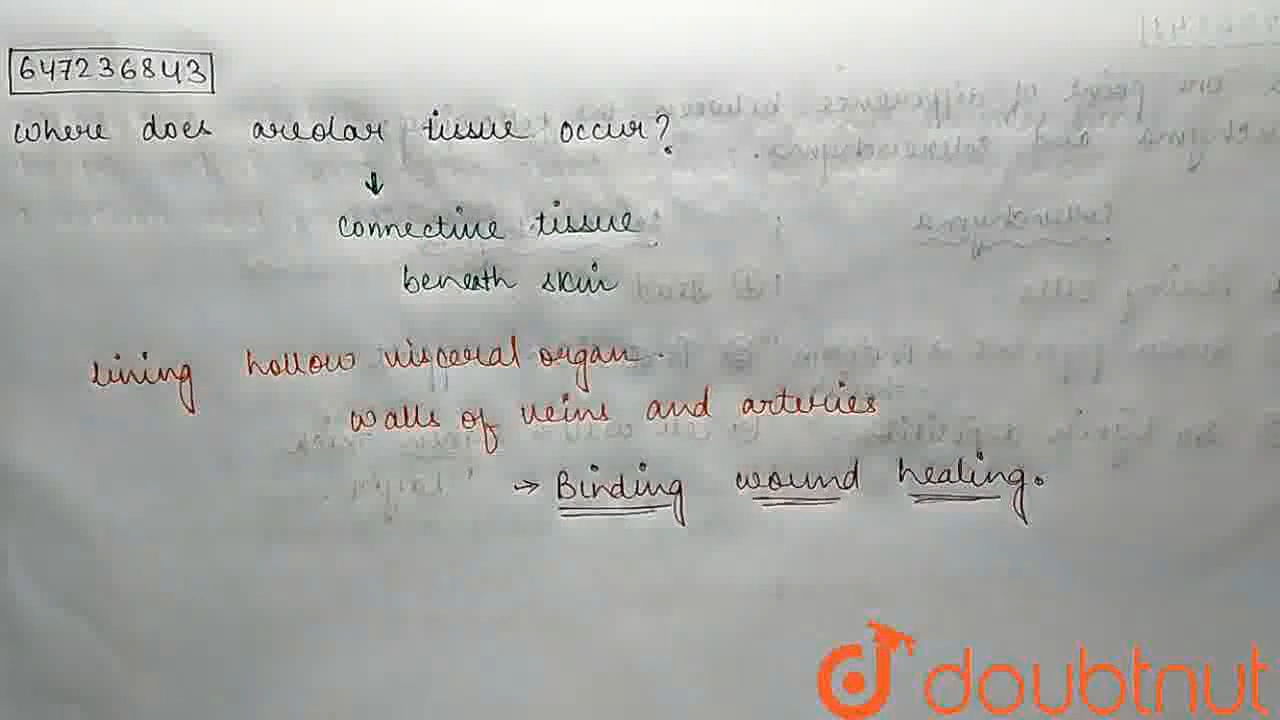 647236843
where does areolar tissue occur?
↓
connective tissue
beneath skin
lining hollow visceral organ.
walls of veins and arteries
→ Binding wound healing.
doubtnut